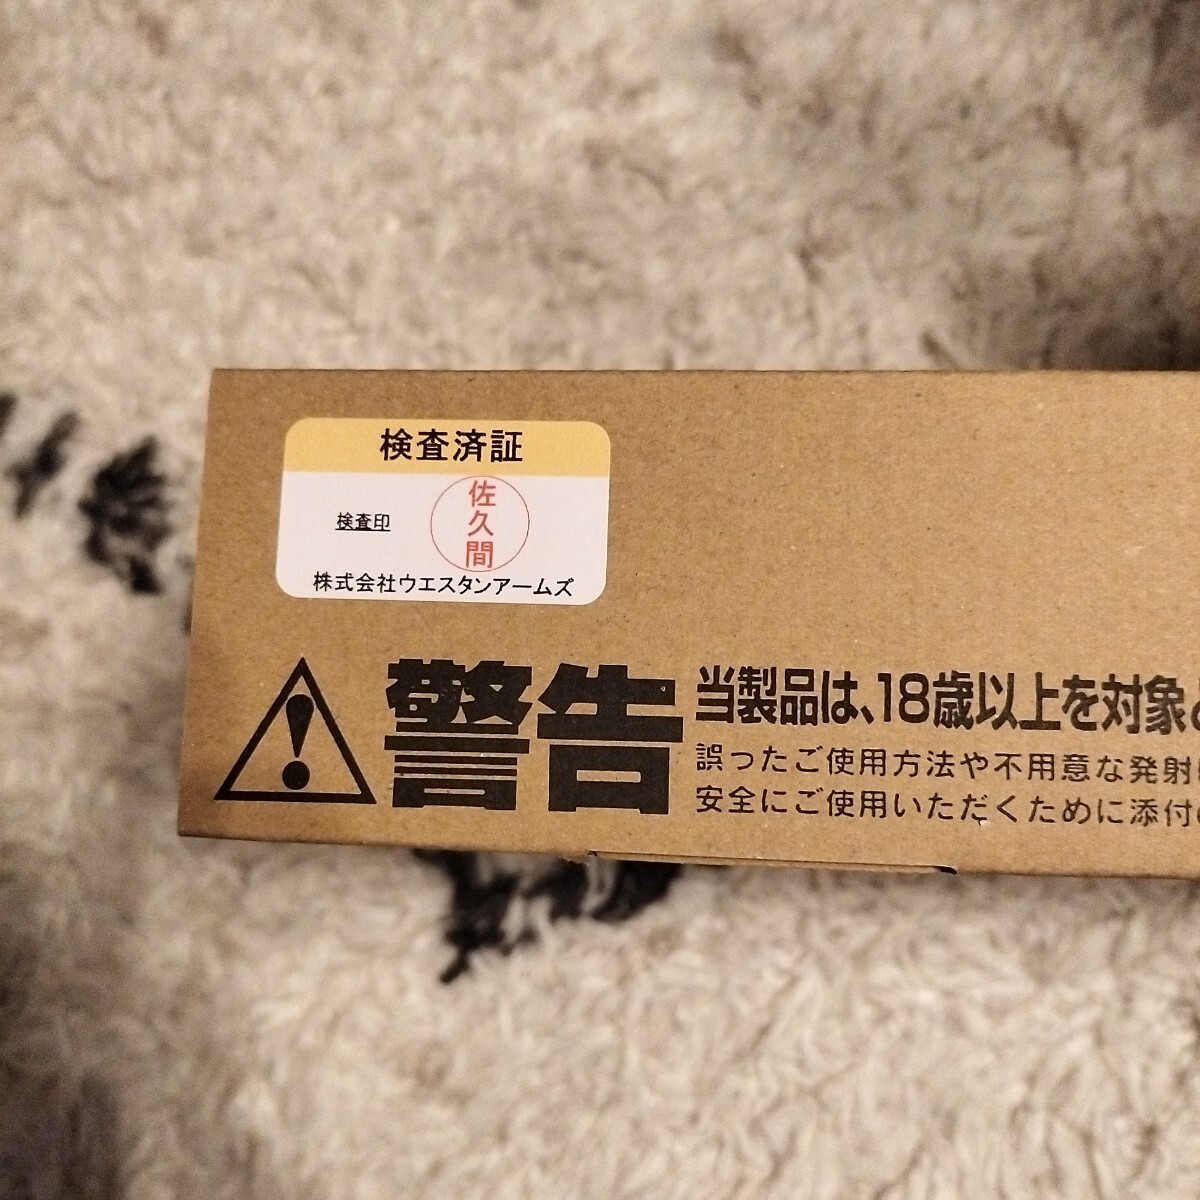 検査済証
検査印
佐久間
株式会社ウエスタンアームズ
警告
当製品は、18歳以上を対象
誤ったご使用方法や不用意な発射
安全にご使用いただくために添付